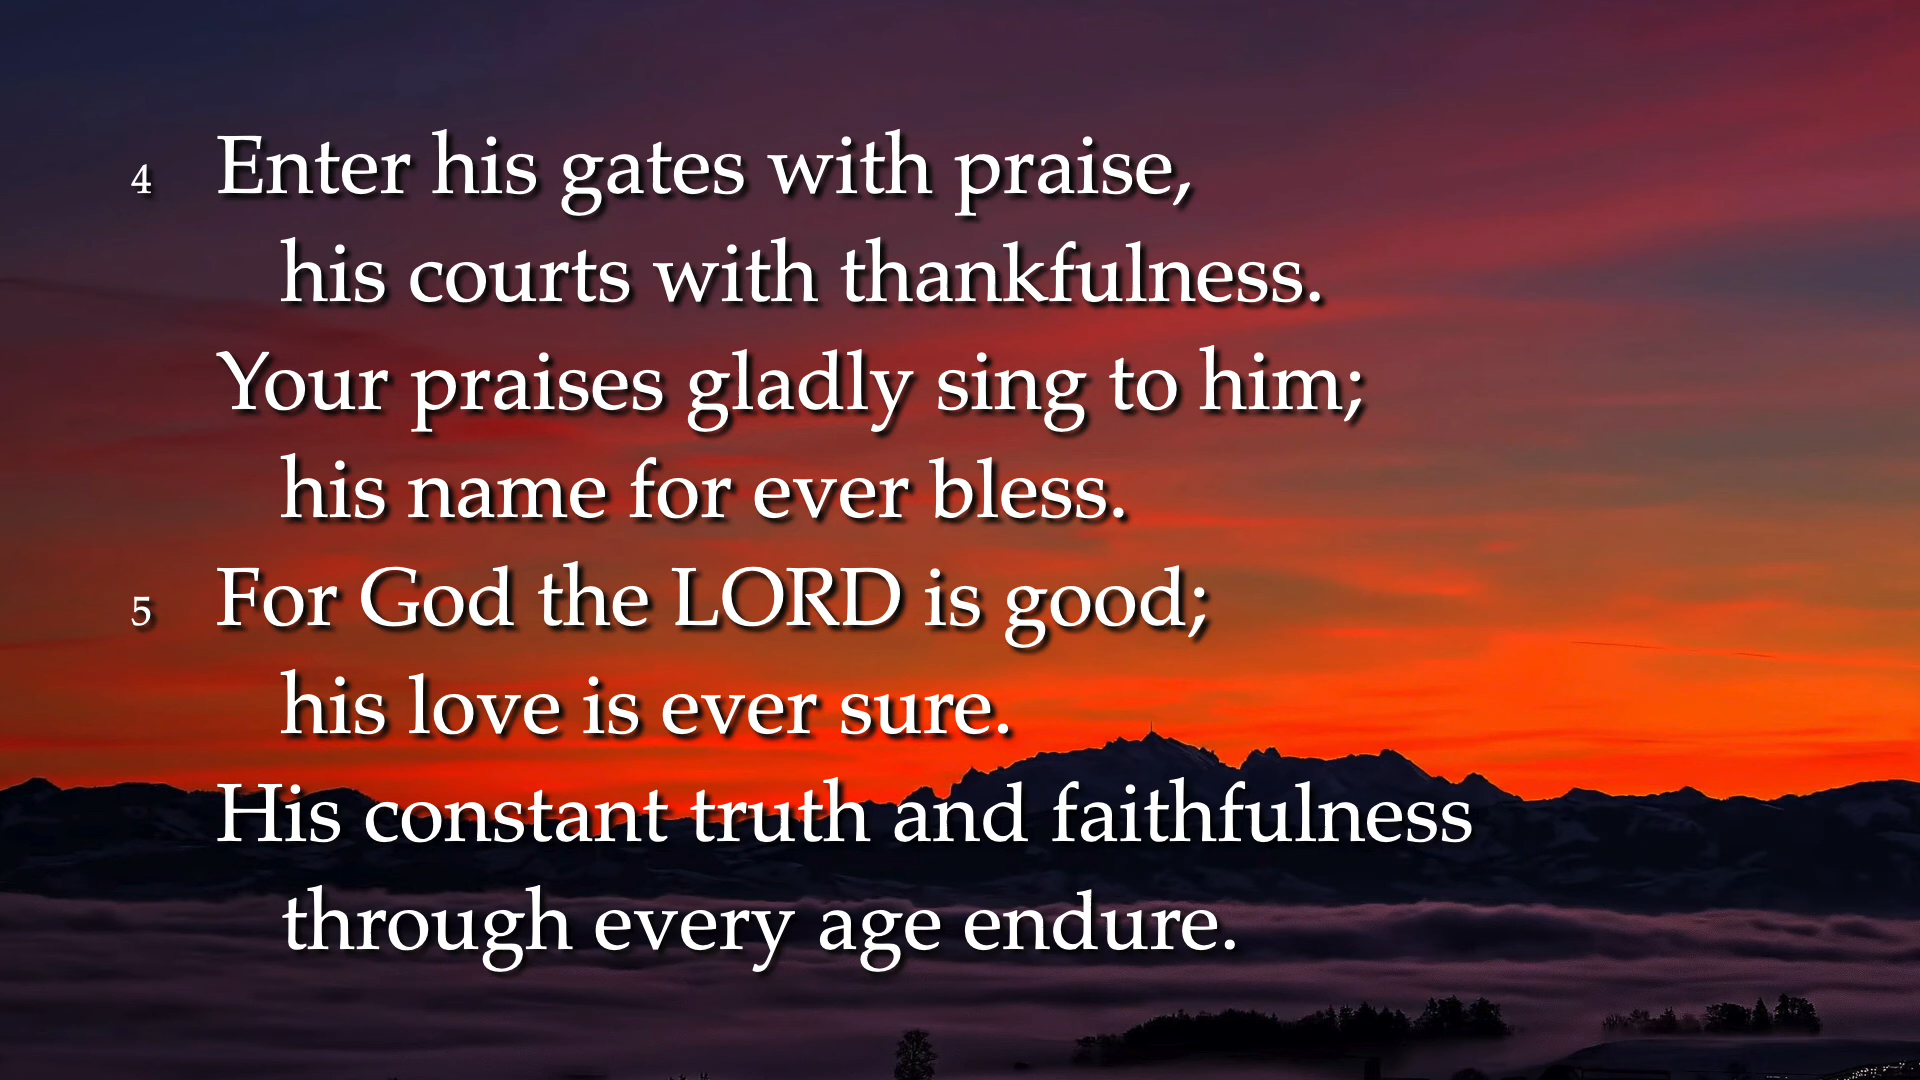 4 Enter his gates with praise,
his courts with thankfulness.
Your praises gladly sing to him;
his name for ever bless.
5 For God the LORD is good;
his love is ever sure.
His constant truth and faithfulness
through every age endure.